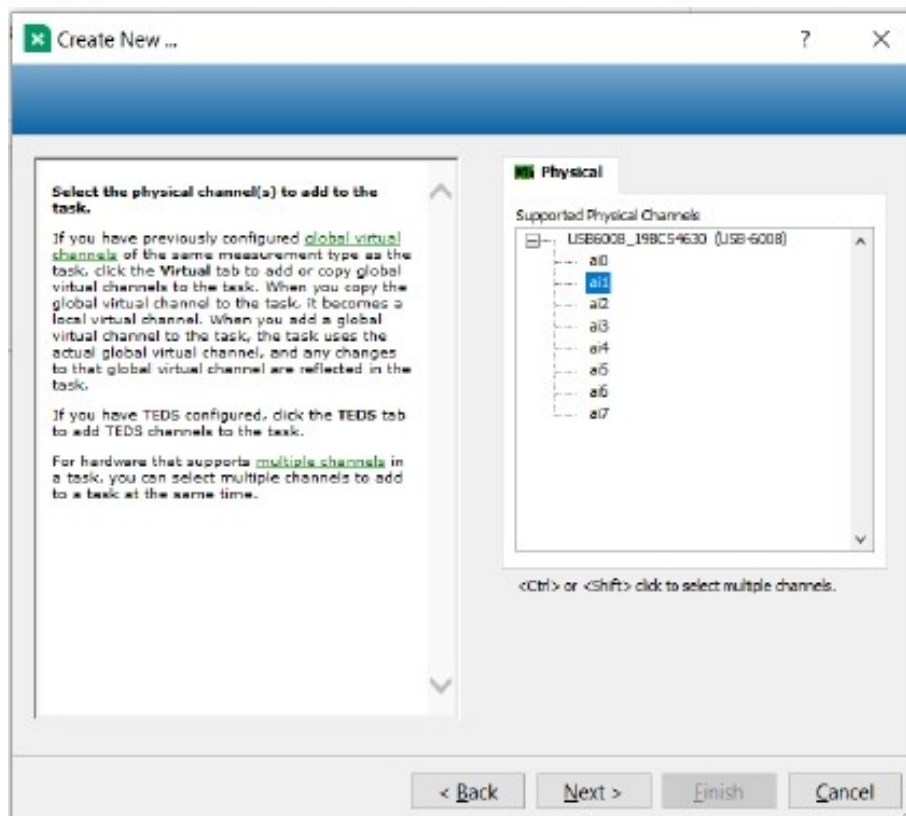 Create New ...
?
Select the physical channel(s) to add to the
task.
If you have previously configured global virtual
channels of the same measurement type as the
task, click the Virtual tab to add or copy global
virtual channels to the task. When you copy the
global virtual channel to the task, it becomes a
local virtual channel. When you add a global
virtual channel to the task, the task uses the
actual global virtual channel, and any changes
to that global virtual channel are reflected in the
task.
If you have TEDS configured, click the TEDS tab
to add TEDS channels to the task.
For hardware that supports multiple channels in
a task, you can select multiple channels to add
to a task at the same time.
Physical
Supported Physical Channels
USB6008_19BC54630 (USB-6008)
ai0
ai1
ai2
ai3
ai4
ai5
ai6
ai7
<Ctrl> or <Shift> click to select multiple channels.
< Back
Next >
Finish
Cancel